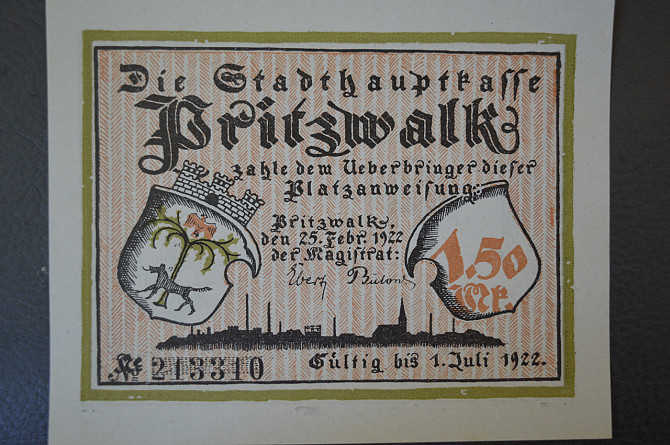 Die Stadthauptkasse
Pritzwalk
zahle dem Ueberbringer dieser
Platzanweisung:
Pritzwalk,
den 25. Febr. 1922
der Magistrat:
Ebert
1.50
Mk.
№ 213310
Gültig bis 1. Juli 1922.